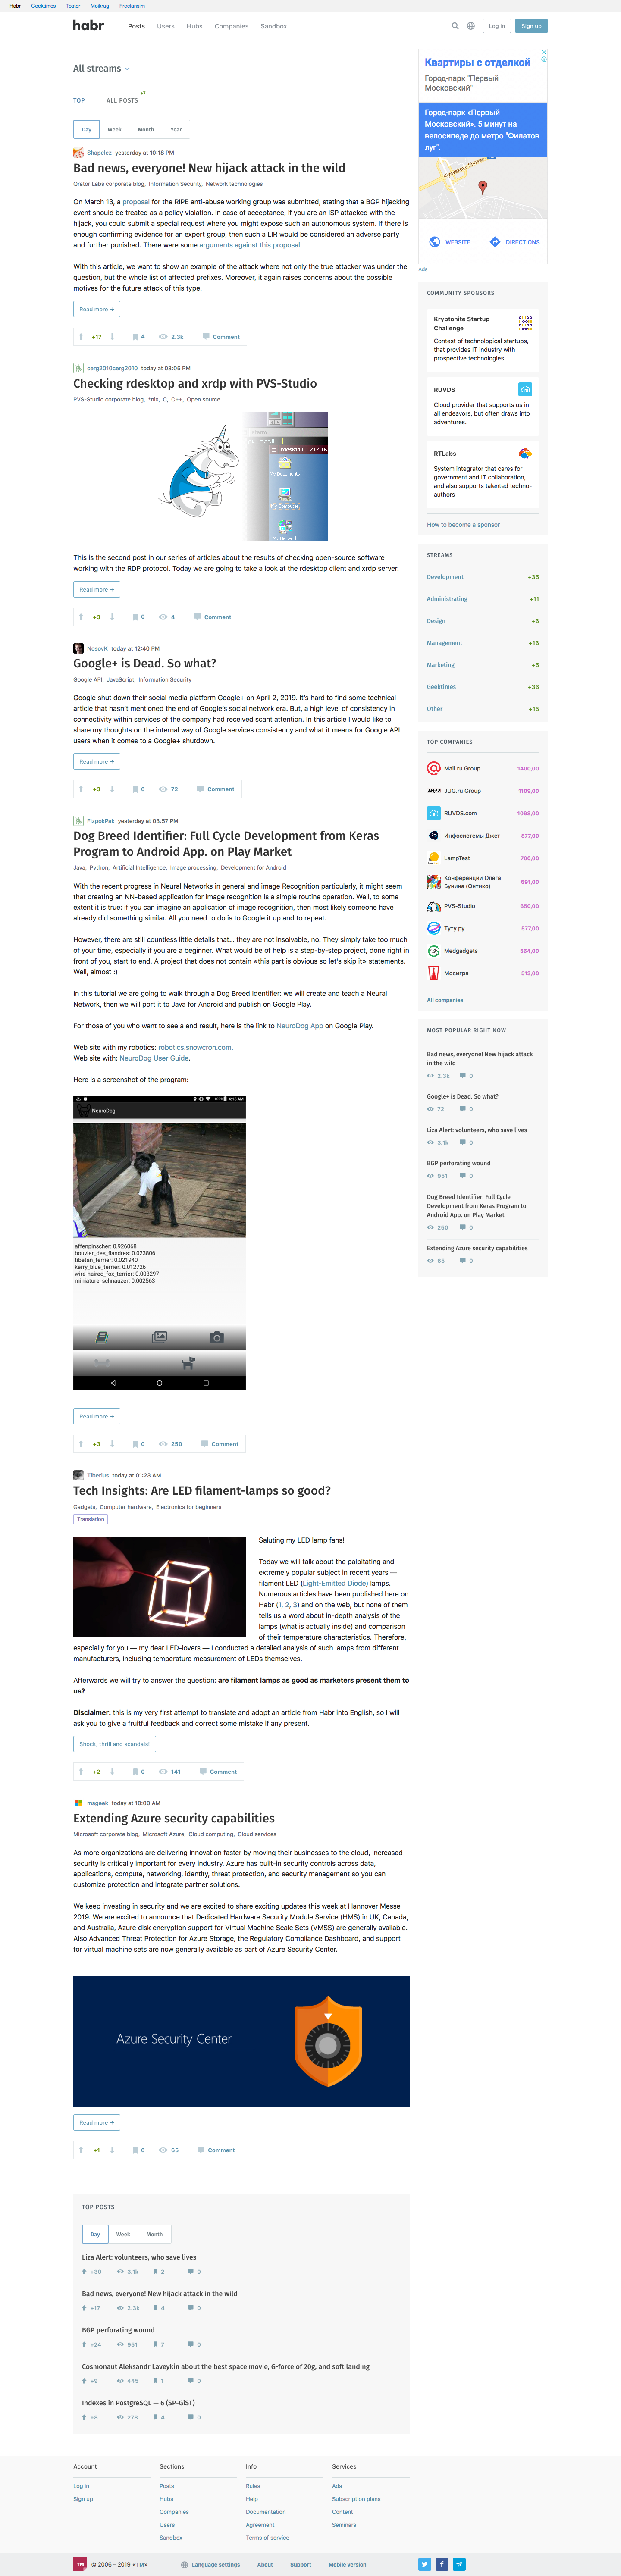 Habr Geektimes Toster Moikrug Freelansim
habr Posts Users Hubs Companies Sandbox Log in Sign up
All streams
TOP ALL POSTS +7
Day Week Month Year
Shapelez yesterday at 10:18 PM
Bad news, everyone! New hijack attack in the wild
Qrator Labs corporate blog, Information Security, Network technologies
On March 13, a proposal for the RIPE anti-abuse working group was submitted, stating that a BGP hijacking
event should be treated as a policy violation. In case of acceptance, if you are an ISP attacked with the
hijack, you could submit a special request where you might expose such an autonomous system. If there is
enough confirming evidence for an expert group, then such a LIR would be considered an adverse party
and further punished. There were some arguments against this proposal.
With this article, we want to show an example of the attack where not only the true attacker was under the
question, but the whole list of affected prefixes. Moreover, it again raises concerns about the possible
motives for the future attack of this type.
Read more →
+17 4 2.3k Comment
cerg2010cerg2010 today at 03:05 PM
Checking rdesktop and xrdp with PVS-Studio
PVS-Studio corporate blog, *nix, C, C++, Open source
rdesktop - 212.16
My Documents
My Computer
My Network
This is the second post in our series of articles about the results of checking open-source software
working with the RDP protocol. Today we are going to take a look at the rdesktop client and xrdp server.
Read more →
+3 0 4 Comment
NosovK today at 12:40 PM
Google+ is Dead. So what?
Google API, JavaScript, Information Security
Google shut down their social media platform Google+ on April 2, 2019. It's hard to find some technical
article that hasn't mentioned the end of Google's social network era. But, a high level of consistency in
connectivity within services of the company had received scant attention. In this article I would like to
share my thoughts on the internal way of Google services consistency and what it means for Google API
users when it comes to a Google+ shutdown.
Read more →
+3 0 72 Comment
FizpokPak yesterday at 03:57 PM
Dog Breed Identifier: Full Cycle Development from Keras
Program to Android App. on Play Market
Java, Python, Artificial Intelligence, Image processing, Development for Android
With the recent progress in Neural Networks in general and image Recognition particularly, it might seem
that creating an NN-based application for image recognition is a simple routine operation. Well, to some
extent it is true: if you can imagine an application of image recognition, then most likely someone have
already did something similar. All you need to do is to Google it up and to repeat.
However, there are still countless little details that... they are not insolvable, no. They simply take too much
of your time, especially if you are a beginner. What would be of help is a step-by-step project, done right in
front of you, start to end. A project that does not contain «this part is obvious so let's skip it» statements.
Well, almost :)
In this tutorial we are going to walk through a Dog Breed Identifier: we will create and teach a Neural
Network, then we will port it to Java for Android and publish on Google Play.
For those of you who want to see a end result, here is the link to NeuroDog App on Google Play.
Web site with my robotics: robotics.snowcron.com.
Web site with: NeuroDog User Guide.
Here is a screenshot of the program:
100% 4:16 AM
NeuroDog
affenpinscher: 0.926068
bouvier_des_flandres: 0.023806
tibetan_terrier: 0.021940
kerry_blue_terrier: 0.012726
wire-haired_fox_terrier: 0.003297
miniature_schnauzer: 0.002563
Read more →
+3 0 250 Comment
Tiberius today at 01:23 AM
Tech Insights: Are LED filament-lamps so good?
Gadgets, Computer hardware, Electronics for beginners
Translation
Saluting my LED lamp fans!
Today we will talk about the palpitating and
extremely popular subject in recent years —
filament LED (Light-Emitted Diode) lamps.
Numerous articles have been published here on
Habr (1, 2, 3) and on the web, but none of them
tells us a word about in-depth analysis of the
lamps (what is actually inside) and comparison
of their temperature characteristics. Therefore,
especially for you — my dear LED-lovers — I conducted a detailed analysis of such lamps from different
manufacturers, including temperature measurement of LEDs themselves.
Afterwards we will try to answer the question: are filament lamps as good as marketers present them to
us?
Disclaimer: this is my very first attempt to translate and adopt an article from Habr into English, so I will
ask you to give a fruitful feedback and correct some mistake if any present.
Shock, thrill and scandals!
+2 0 141 Comment
msgeek today at 10:00 AM
Extending Azure security capabilities
Microsoft corporate blog, Microsoft Azure, Cloud computing, Cloud services
As more organizations are delivering innovation faster by moving their businesses to the cloud, increased
security is critically important for every industry. Azure has built-in security controls across data,
applications, compute, networking, identity, threat protection, and security management so you can
customize protection and integrate partner solutions.
We keep investing in security and we are excited to share exciting updates this week at Hannover Messe
2019. We are excited to announce that Dedicated Hardware Security Module Service (HMS) in UK, Canada,
and Australia, Azure disk encryption support for Virtual Machine Scale Sets (VMSS) are generally available.
Also Advanced Threat Protection for Azure Storage, the Regulatory Compliance Dashboard, and support
for virtual machine sets are now generally available as part of Azure Security Center.
Azure Security Center
Read more →
+1 0 65 Comment
Квартиры с отделкой
Город-парк "Первый
Московский"
Город-парк «Первый
Московский». 5 минут на
велосипеде до метро "Филатов
луг".
Kiyevskoye Shosse
WEBSITE DIRECTIONS
Ads
COMMUNITY SPONSORS
Kryptonite Startup
Challenge
Contest of technological startups,
that provides IT industry with
prospective technologies.
RUVDS
Cloud provider that supports us in
all endeavors, but often draws into
adventures.
RTLabs
System integrator that cares for
government and IT collaboration,
and also supports talented techno-
authors
How to become a sponsor
STREAMS
Development +35
Administrating +11
Design +6
Management +16
Marketing +5
Geektimes +36
Other +15
TOP COMPANIES
Mail.ru Group 1400,00
JUG.ru Group 1109,00
RUVDS.com 1098,00
Инфосистемы Джет 877,00
LampTest 760,00
Конференции Олега
Бунина (Онтико) 691,00
PVS-Studio 650,00
Туту.ру 577,00
Medgadgets 564,00
Мосигра 513,00
All companies
MOST POPULAR RIGHT NOW
Bad news, everyone! New hijack attack
in the wild
2.3k 0
Google+ is Dead. So what?
72 0
Liza Alert: volunteers, who save lives
3.1k 0
BGP perforating wound
951 0
Dog Breed Identifier: Full Cycle
Development from Keras Program to
Android App. on Play Market
250 0
Extending Azure security capabilities
65 0
TOP POSTS
Day Week Month
Liza Alert: volunteers, who save lives
+30 3.1k 2 0
Bad news, everyone! New hijack attack in the wild
+17 2.3k 4 0
BGP perforating wound
+24 951 7 0
Cosmonaut Aleksandr Laveykin about the best space movie, G-force of 20g, and soft landing
+9 445 1 0
Indexes in PostgreSQL — 6 (SP-GiST)
+8 278 4 0
Account Sections Info Services
Log in Posts Rules Ads
Sign up Hubs Help Subscription plans
Companies Documentation Content
Users Agreement Seminars
Sandbox Terms of service
TM © 2006 – 2019 «TM» Language settings About Support Mobile version